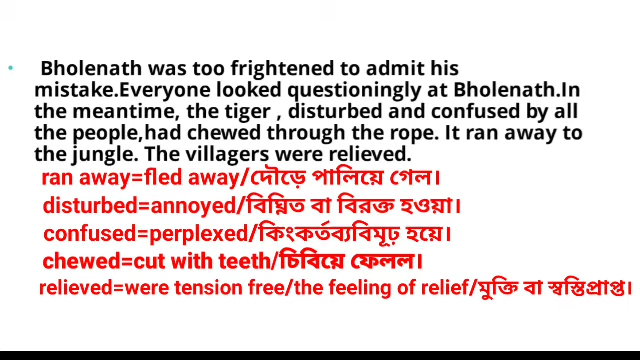 • Bholenath was too frightened to admit his
mistake.Everyone looked questioningly at Bholenath.In
the meantime, the tiger , disturbed and confused by all
the people,had chewed through the rope. It ran away to
the jungle. The villagers were relieved.
ran away=fled away/দৌড়ে পালিয়ে গেল।
disturbed=annoyed/বিঘ্নিত বা বিরক্ত হওয়া।
confused=perplexed/কিংকর্তব্যবিমূঢ় হয়ে।
chewed=cut with teeth/চিবিয়ে ফেলল।
relieved=were tension free/the feeling of relief/মুক্তি বা স্বস্তিপ্রাপ্ত।